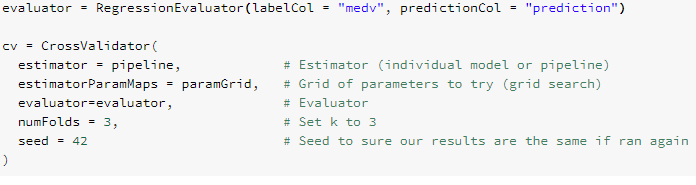 evaluator = RegressionEvaluator(labelCol = "medv", predictionCol = "prediction")
cv = CrossValidator(
  estimator = pipeline,              # Estimator (individual model or pipeline)
  estimatorParamMaps = paramGrid,    # Grid of parameters to try (grid search)
  evaluator=evaluator,               # Evaluator
  numFolds = 3,                      # Set k to 3
  seed = 42                          # Seed to sure our results are the same if ran again
)